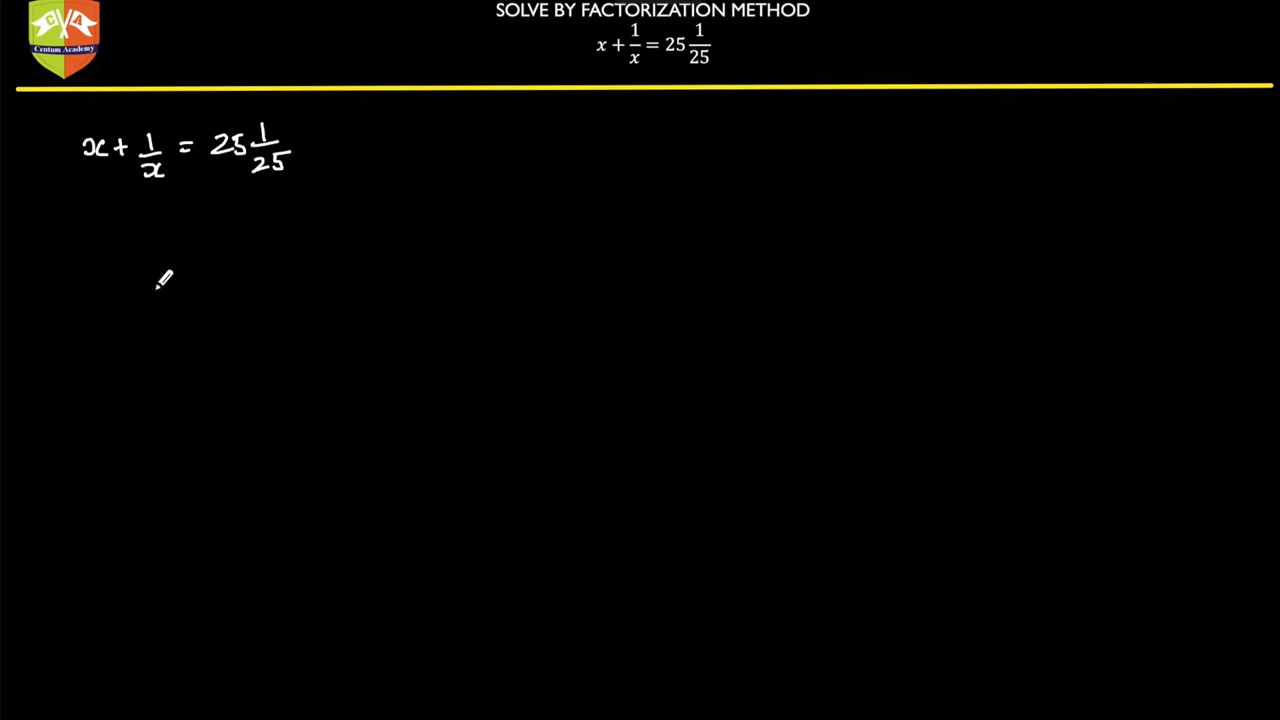 SOLVE BY FACTORIZATION METHOD
x + 1/x = 25 1/25
C A
Centum Academy
x + 1/x = 25 1/25